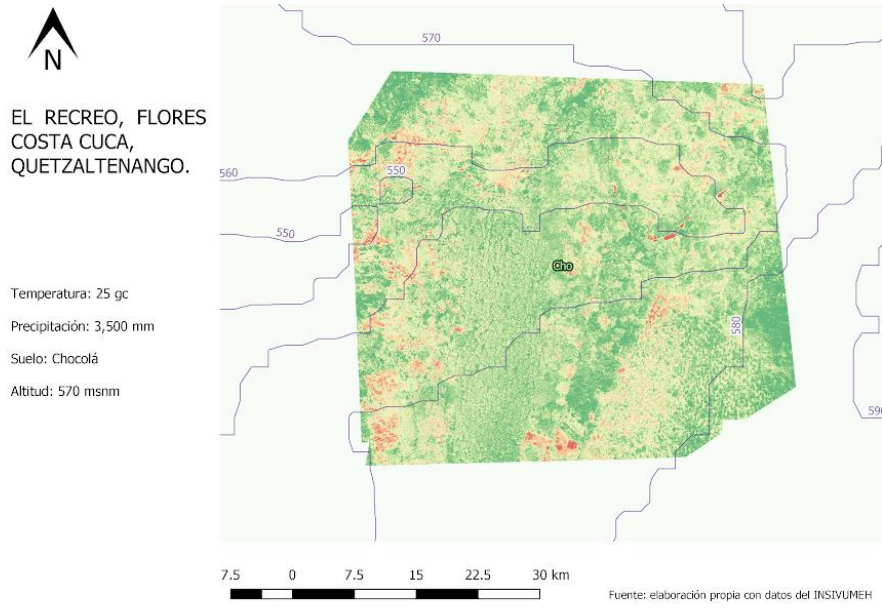 N
EL RECREO, FLORES
COSTA CUCA,
QUETZALTENANGO.
Temperatura: 25 gc
Precipitación: 3,500 mm
Suelo: Chocolá
Altitud: 570 msnm
570
560
550
550
Cho
580
590
7.5 0 7.5 15 22.5 30 km
Fuente: elaboración propia con datos del INSIVUMEH